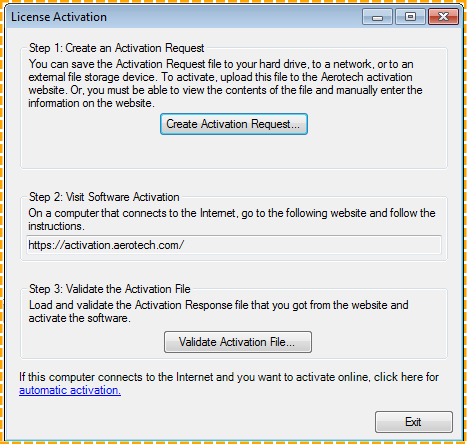 License Activation
Step 1: Create an Activation Request
You can save the Activation Request file to your hard drive, to a network, or to an
external file storage device. To activate, upload this file to the Aerotech activation
website. Or, you must be able to view the contents of the file and manually enter the
information on the website.
Create Activation Request...
Step 2: Visit Software Activation
On a computer that connects to the Internet, go to the following website and follow the
instructions.
https://activation.aerotech.com/
Step 3: Validate the Activation File
Load and validate the Activation Response file that you got from the website and
activate the software.
Validate Activation File...
If this computer connects to the Internet and you want to activate online, click here for
automatic activation.
Exit